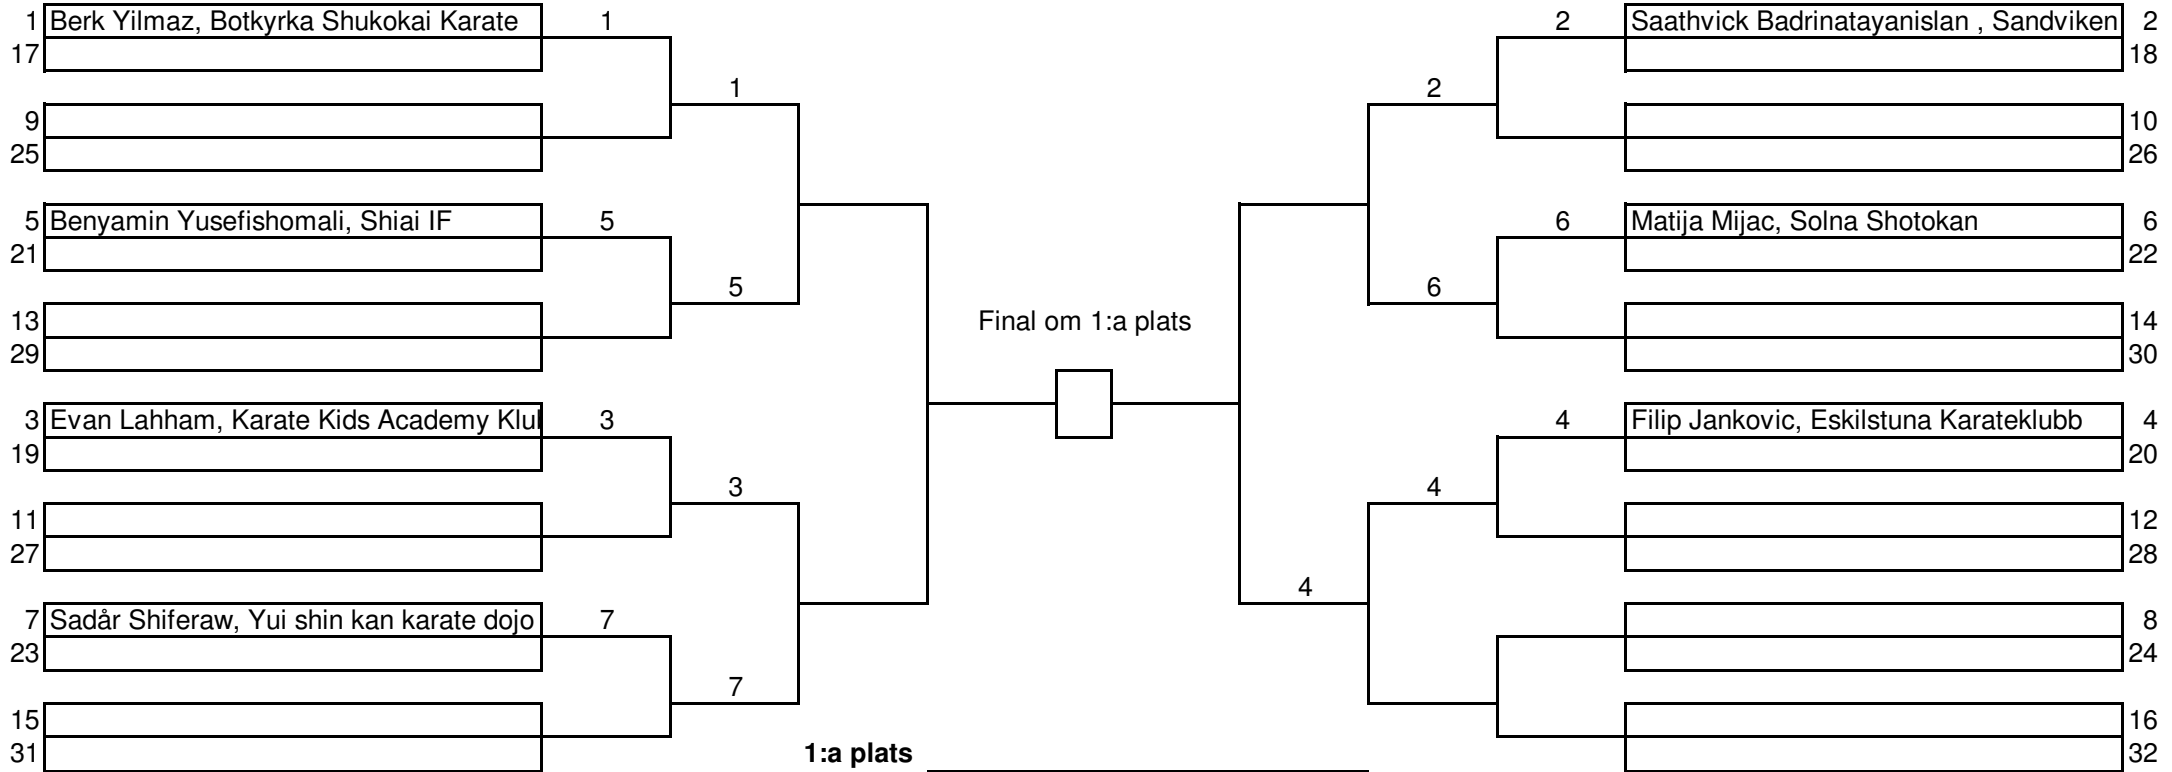 1 Berk Yilmaz, Botkyrka Shukokai Karate 1 2 Saathvick Badrinatayanislan , Sandviken 2
17 18
1 2
9 10
25 26
5 Benyamin Yusefishomali, Shiai IF 5 6 Matija Mijac, Solna Shotokan 6
21 22
5 6
13 Final om 1:a plats 14
29 30
3 Evan Lahham, Karate Kids Academy Klul 3 4 Filip Jankovic, Eskilstuna Karateklubb 4
19 20
3 4
11 12
27 28
4
7 Sadår Shiferaw, Yui shin kan karate dojo 7 8
23 24
7
15 16
31 1:a plats 32